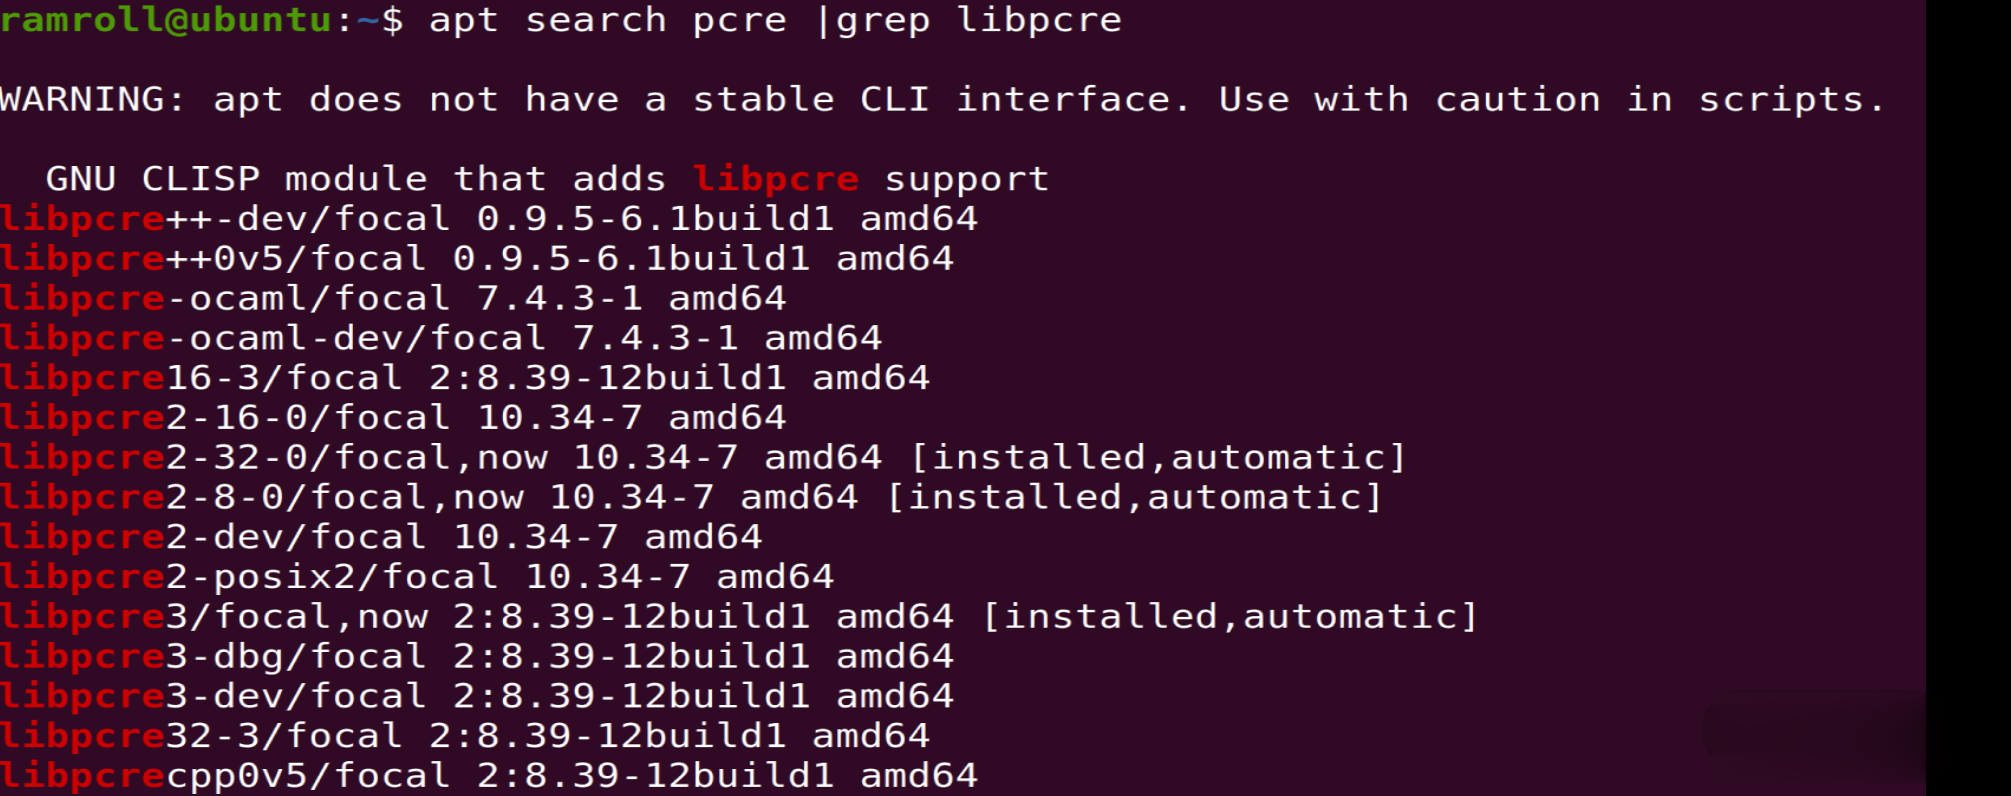 ramroll@ubuntu:~$ apt search pcre |grep libpcre
WARNING: apt does not have a stable CLI interface. Use with caution in scripts.
GNU CLISP module that adds libpcre support
libpcre++-dev/focal 0.9.5-6.1build1 amd64
libpcre++0v5/focal 0.9.5-6.1build1 amd64
libpcre-ocaml/focal 7.4.3-1 amd64
libpcre-ocaml-dev/focal 7.4.3-1 amd64
libpcre16-3/focal 2:8.39-12build1 amd64
libpcre2-16-0/focal 10.34-7 amd64
libpcre2-32-0/focal,now 10.34-7 amd64 [installed,automatic]
libpcre2-8-0/focal,now 10.34-7 amd64 [installed,automatic]
libpcre2-dev/focal 10.34-7 amd64
libpcre2-posix2/focal 10.34-7 amd64
libpcre3/focal,now 2:8.39-12build1 amd64 [installed,automatic]
libpcre3-dbg/focal 2:8.39-12build1 amd64
libpcre3-dev/focal 2:8.39-12build1 amd64
libpcre32-3/focal 2:8.39-12build1 amd64
libpcrecpp0v5/focal 2:8.39-12build1 amd64